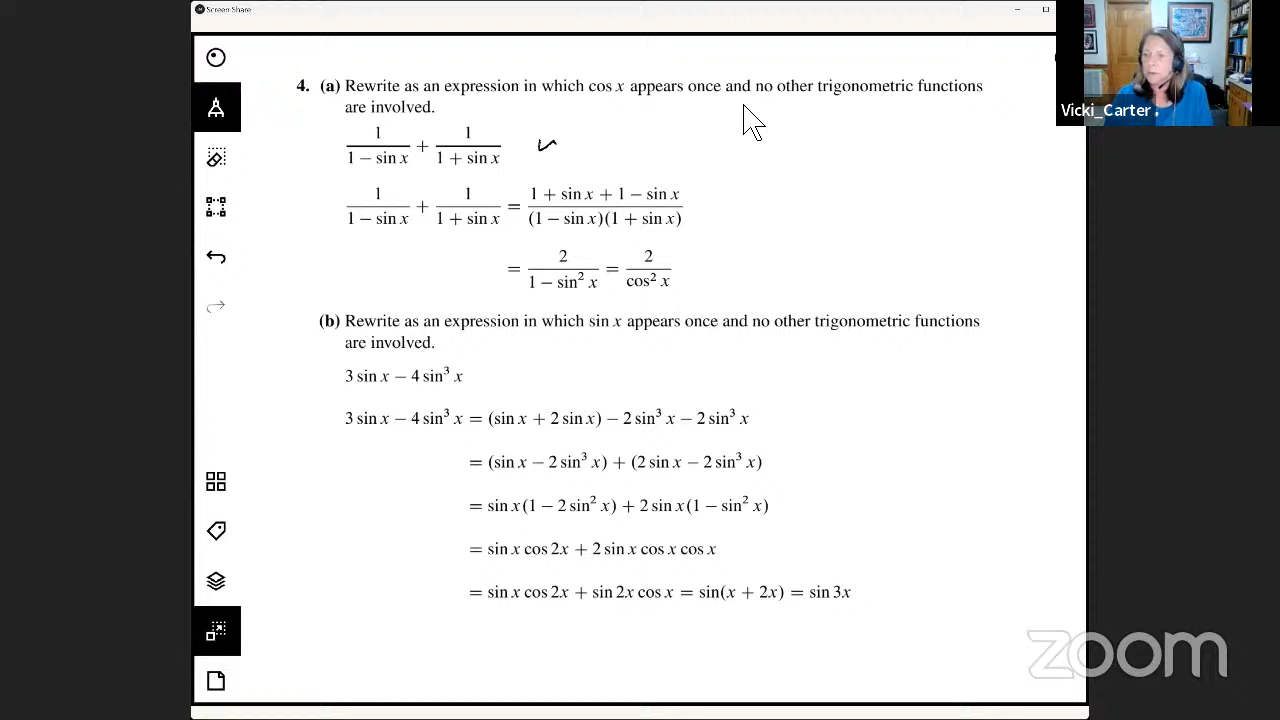 Screen Share
Vicki_Carter
4. (a) Rewrite as an expression in which cos x appears once and no other trigonometric functions
are involved.
1/(1 − sin x) + 1/(1 + sin x)
1/(1 − sin x) + 1/(1 + sin x) = (1 + sin x + 1 − sin x)/((1 − sin x)(1 + sin x))
= 2/(1 − sin² x) = 2/(cos² x)
(b) Rewrite as an expression in which sin x appears once and no other trigonometric functions
are involved.
3 sin x − 4 sin³ x
3 sin x − 4 sin³ x = (sin x + 2 sin x) − 2 sin³ x − 2 sin³ x
= (sin x − 2 sin³ x) + (2 sin x − 2 sin³ x)
= sin x(1 − 2 sin² x) + 2 sin x(1 − sin² x)
= sin x cos 2x + 2 sin x cos x cos x
= sin x cos 2x + sin 2x cos x = sin(x + 2x) = sin 3x
zoom